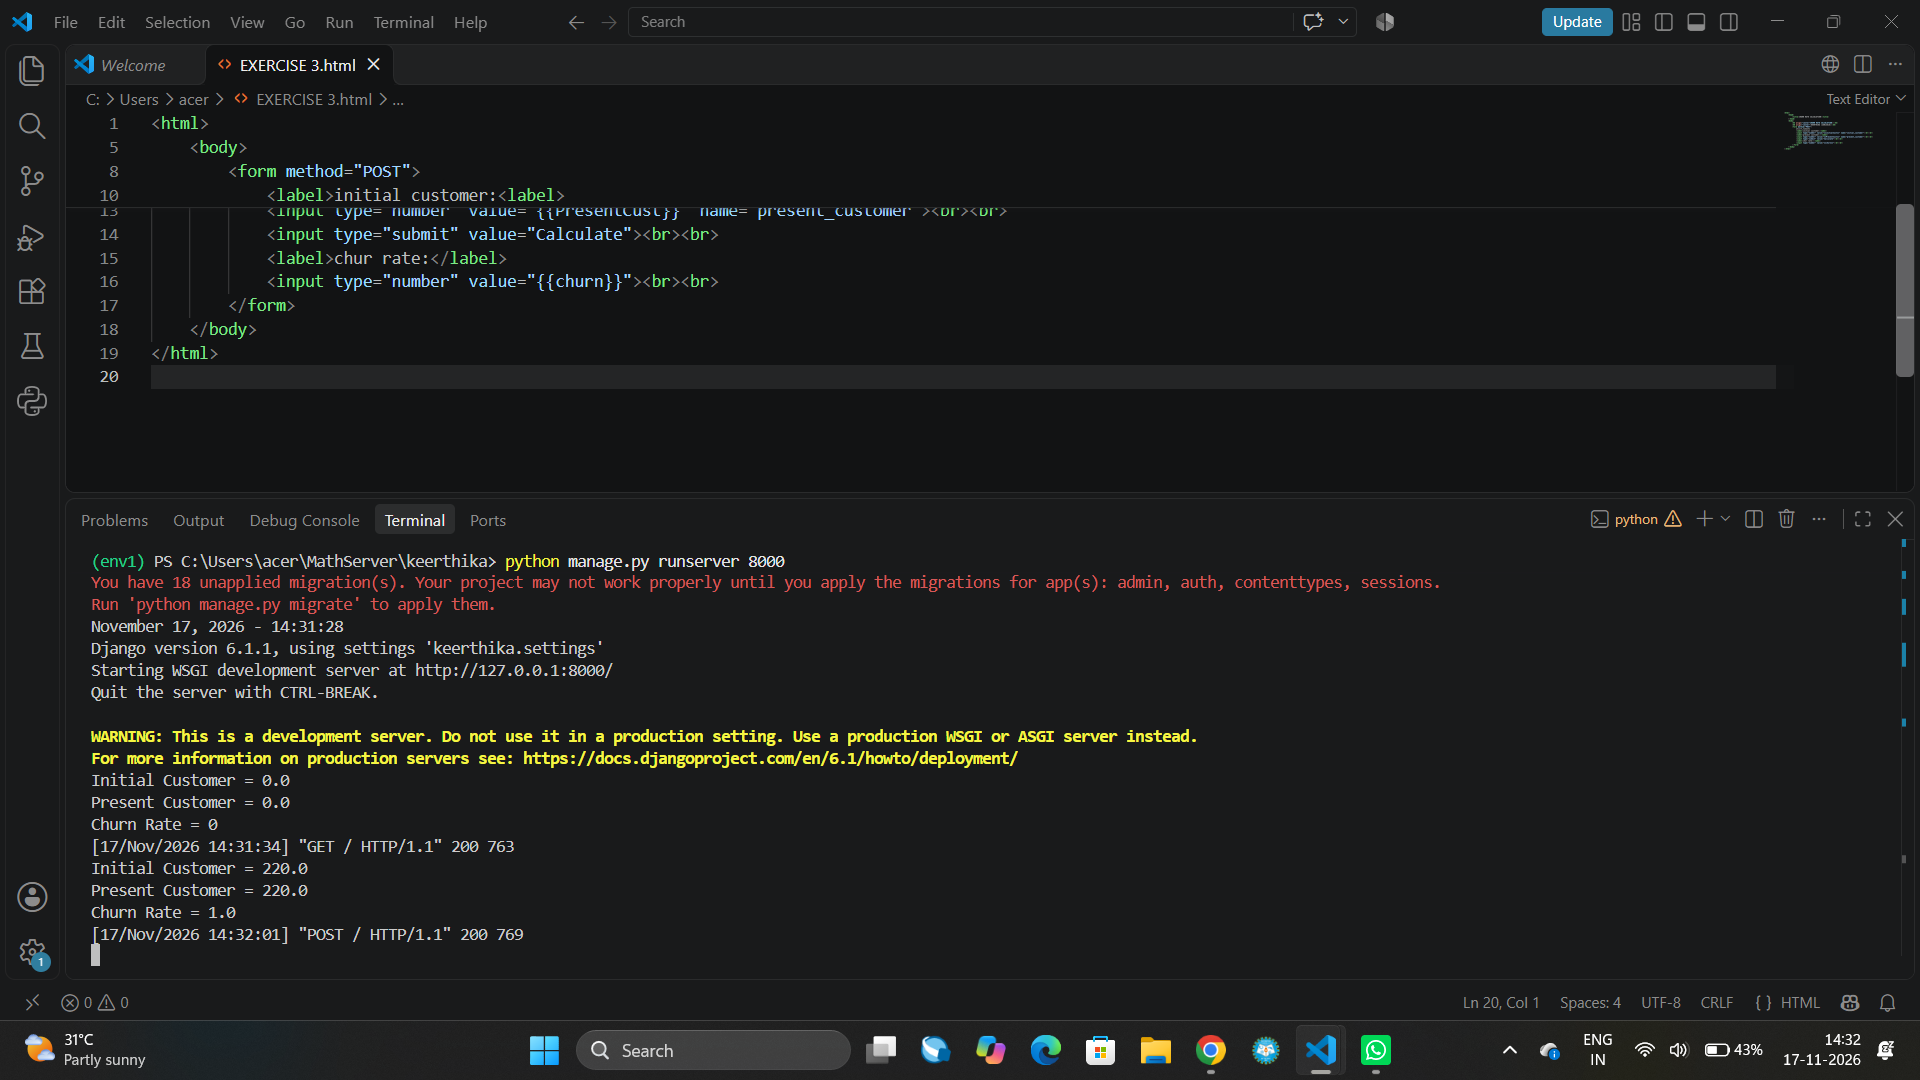 File Edit Selection View Go Run Terminal Help
Search
Update
Welcome
EXERCISE 3.html
C: > Users > acer > EXERCISE 3.html > ...
Text Editor
1 <html>
5 <body>
8 <form method="POST">
10 <label>initial customer:<label>
13 <input type="number" value="{{PresentCust}}" name="present_customer"><br><br>
14 <input type="submit" value="Calculate"><br><br>
15 <label>chur rate:</label>
16 <input type="number" value="{{churn}}"><br><br>
17 </form>
18 </body>
19 </html>
20
Problems Output Debug Console Terminal Ports
python
(env1) PS C:\Users\acer\MathServer\keerthika> python manage.py runserver 8000
You have 18 unapplied migration(s). Your project may not work properly until you apply the migrations for app(s): admin, auth, contenttypes, sessions.
Run 'python manage.py migrate' to apply them.
November 17, 2026 - 14:31:28
Django version 6.1.1, using settings 'keerthika.settings'
Starting WSGI development server at http://127.0.0.1:8000/
Quit the server with CTRL-BREAK.
WARNING: This is a development server. Do not use it in a production setting. Use a production WSGI or ASGI server instead.
For more information on production servers see: https://docs.djangoproject.com/en/6.1/howto/deployment/
Initial Customer = 0.0
Present Customer = 0.0
Churn Rate = 0
[17/Nov/2026 14:31:34] "GET / HTTP/1.1" 200 763
Initial Customer = 220.0
Present Customer = 220.0
Churn Rate = 1.0
[17/Nov/2026 14:32:01] "POST / HTTP/1.1" 200 769
1
0 0
Ln 20, Col 1 Spaces: 4 UTF-8 CRLF { } HTML
31°C
Partly sunny
Search
ENG
IN
43%
14:32
17-11-2026